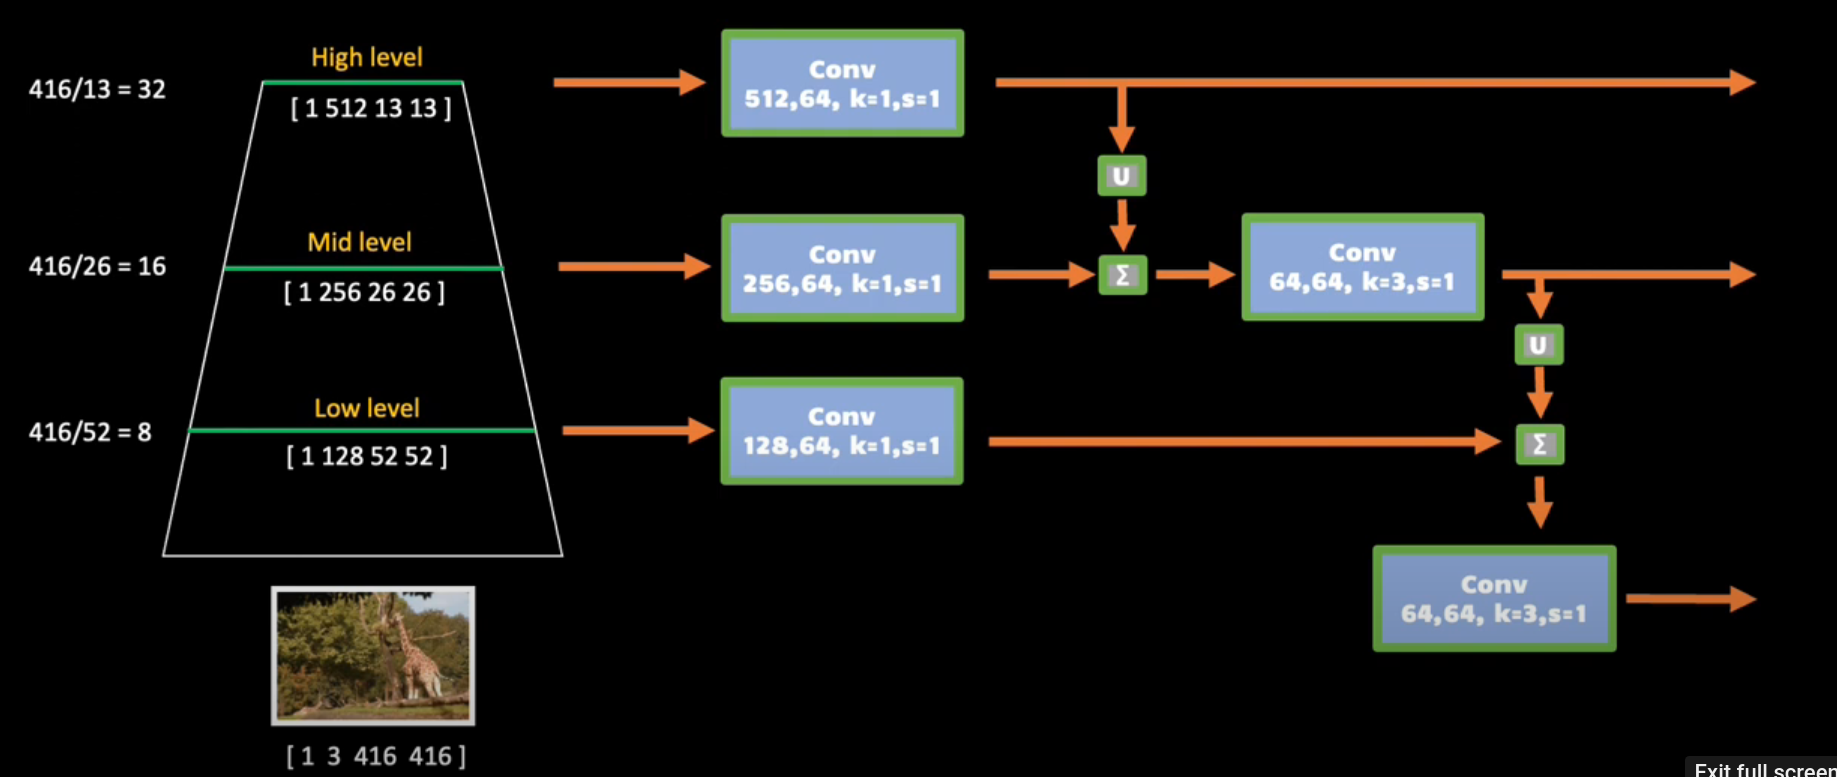 416/13 = 32
High level
[ 1 512 13 13 ]
Conv
512,64, k=1,s=1
U
416/26 = 16
Mid level
[ 1 256 26 26 ]
Conv
256,64, k=1,s=1
Σ
Conv
64,64, k=3,s=1
U
416/52 = 8
Low level
[ 1 128 52 52 ]
Conv
128,64, k=1,s=1
Σ
Conv
64,64, k=3,s=1
[ 1 3 416 416 ]
Exit full screen